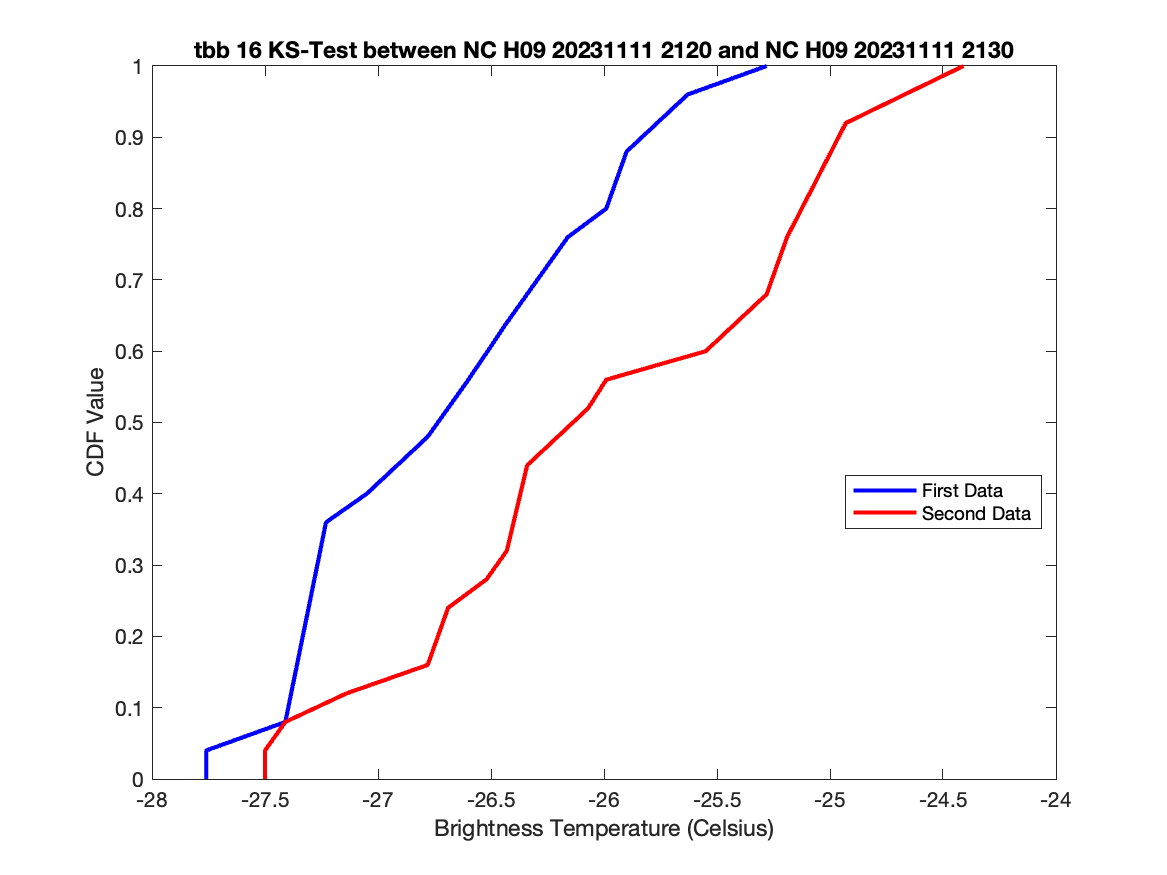 tbb 16 KS-Test between NC H09 20231111 2120 and NC H09 20231111 2130
1
0.9
0.8
0.7
0.6
0.5
0.4
0.3
0.2
0.1
0
CDF Value
First Data
Second Data
-28 -27.5 -27 -26.5 -26 -25.5 -25 -24.5 -24
Brightness Temperature (Celsius)